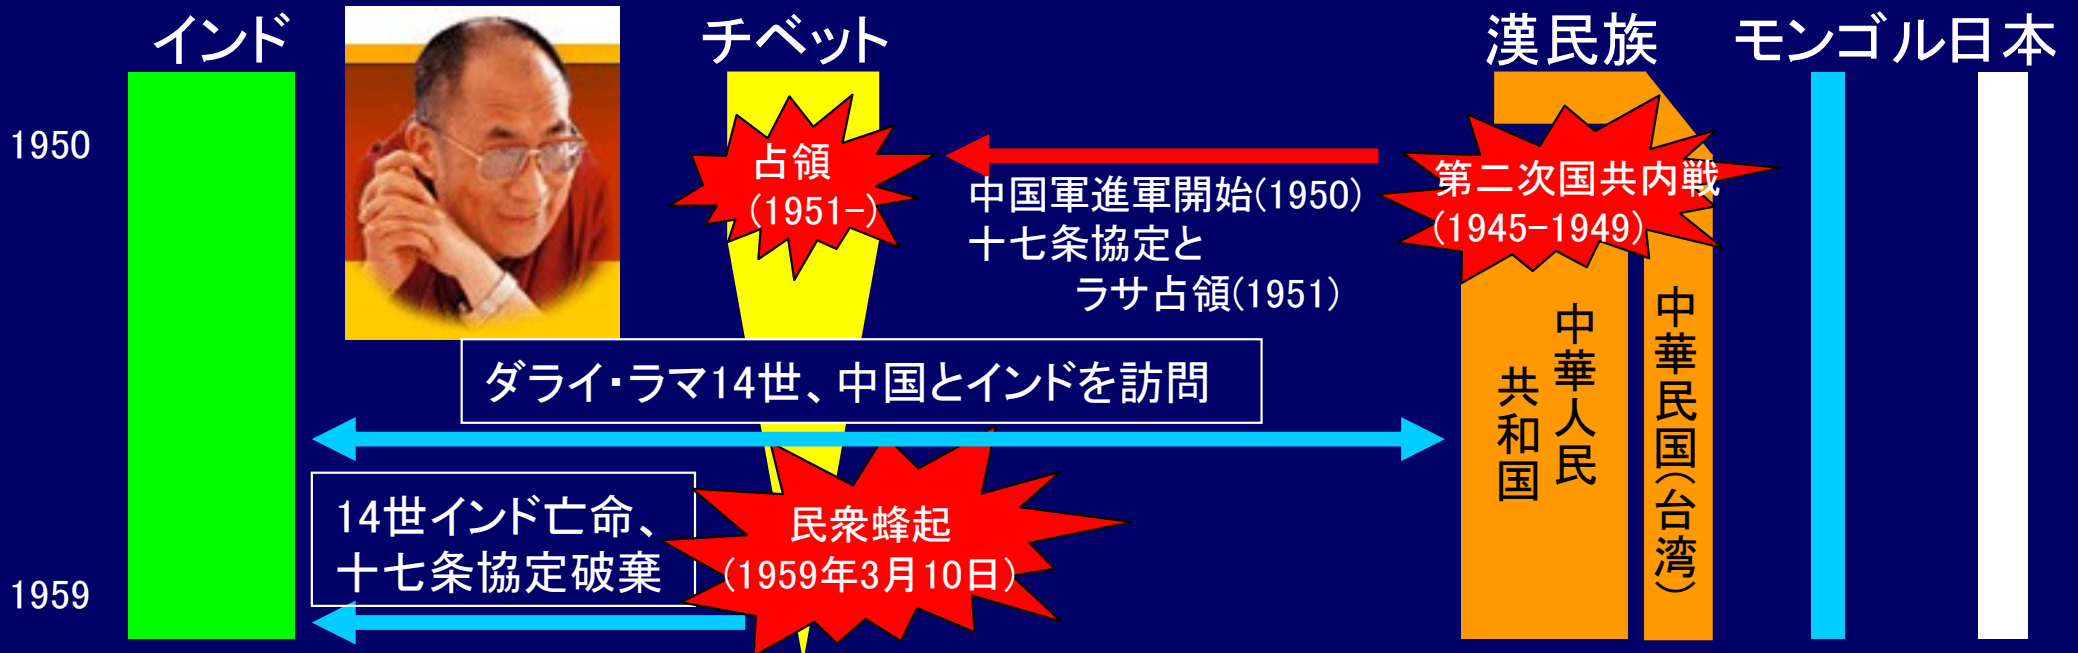 インド
チベット
漢民族
モンゴル
日本
1950
占領
(1951-)
中国軍進軍開始(1950)
十七条協定と
ラサ占領(1951)
第二次国共内戦
(1945-1949)
中華人民
共和国
中華民国(台湾)
ダライ・ラマ14世、中国とインドを訪問
14世インド亡命、
十七条協定破棄
民衆蜂起
(1959年3月10日)
1959